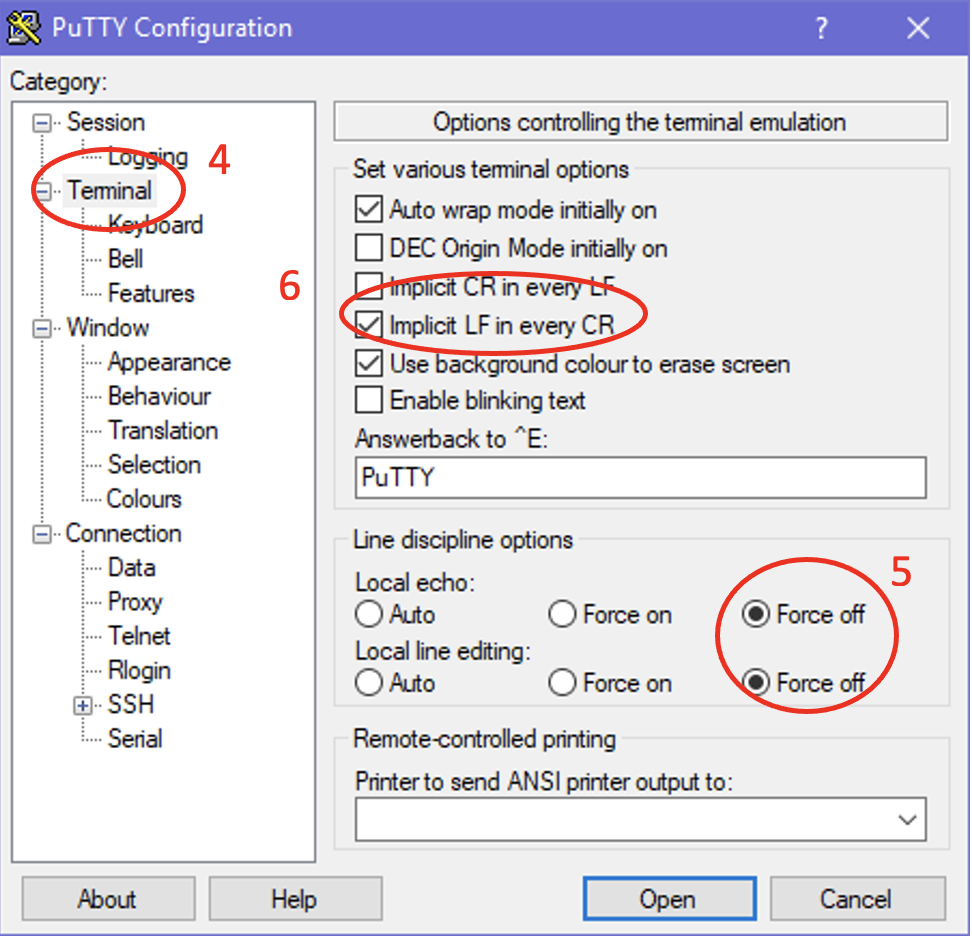 PuTTY Configuration
?
Category:
Session
Logging
4
Terminal
Keyboard
Bell
6
Features
Window
Appearance
Behaviour
Translation
Selection
Colours
Connection
Data
Proxy
Telnet
Rlogin
SSH
Serial
Options controlling the terminal emulation
Set various terminal options
Auto wrap mode initially on
DEC Origin Mode initially on
Implicit CR in every LF
Implicit LF in every CR
Use background colour to erase screen
Enable blinking text
Answerback to ^E:
PuTTY
Line discipline options
Local echo:
5
Auto Force on Force off
Local line editing:
Auto Force on Force off
Remote-controlled printing
Printer to send ANSI printer output to:
About Help Open Cancel